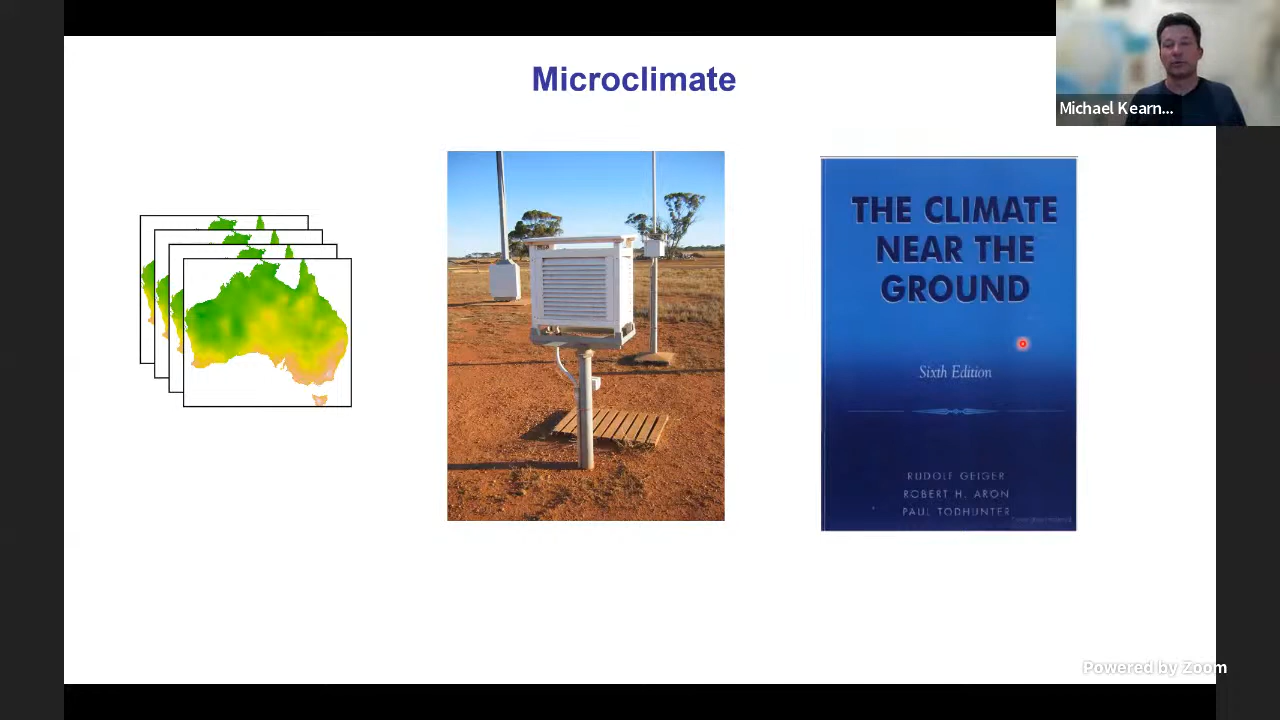 Microclimate
Michael Kearn...
THE CLIMATE
NEAR THE
GROUND
Sixth Edition
RUDOLF GEIGER
ROBERT H. ARON
PAUL TODHUNTER
Powered by Zoom